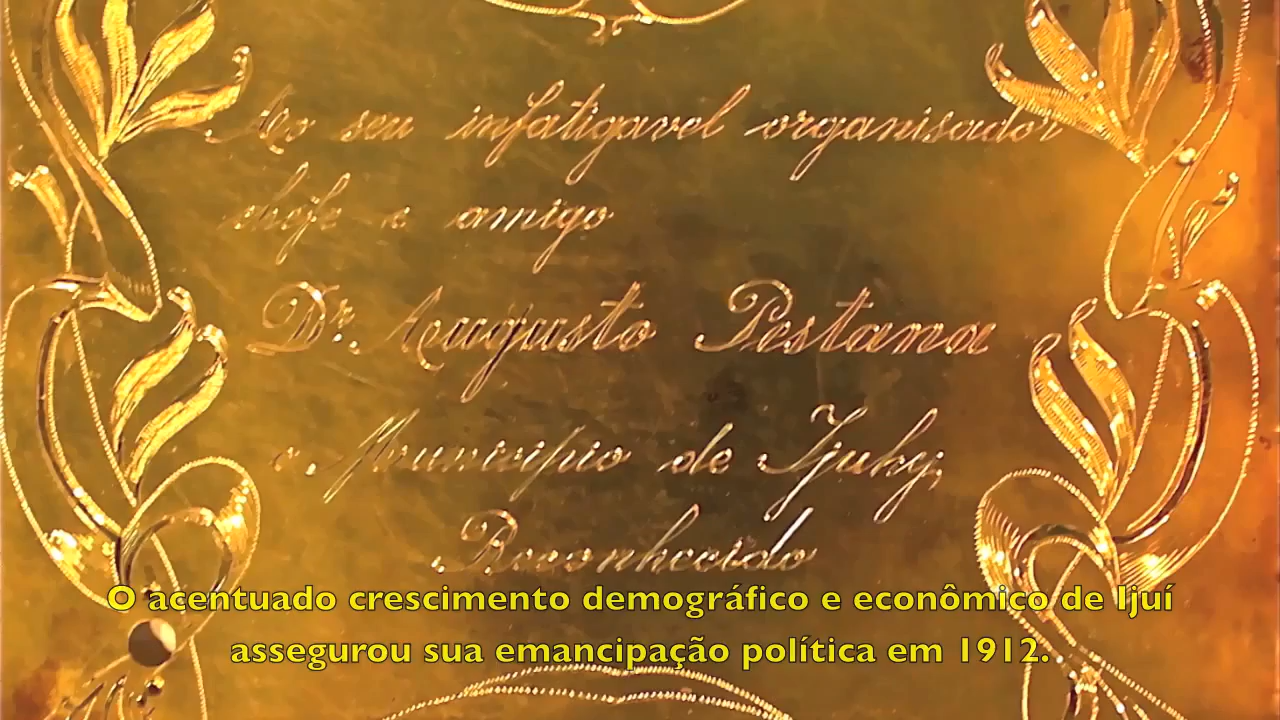 Ao seu infatigavel organisador
chefe e amigo
Dr. Augusto Pestana
o Municipio de Ijuhy,
Reconhecido
O acentuado crescimento demográfico e econômico de Ijuí
assegurou sua emancipação política em 1912.